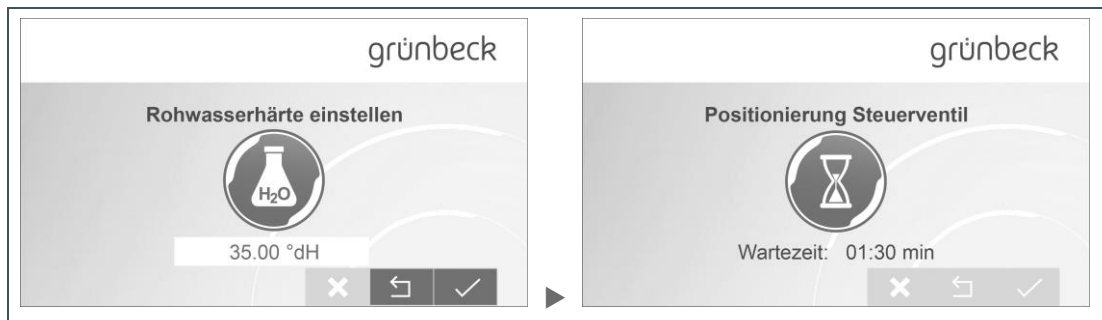 grünbeck
Rohwasserhärte einstellen
H₂O
35.00 °dH
grünbeck
Positionierung Steuerventil
Wartezeit: 01:30 min